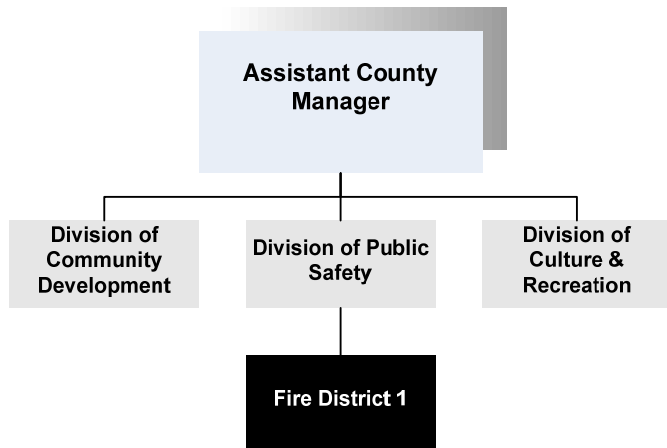 Assistant County
Manager
Division of
Community
Development
Division of Public
Safety
Division of
Culture &
Recreation
Fire District 1